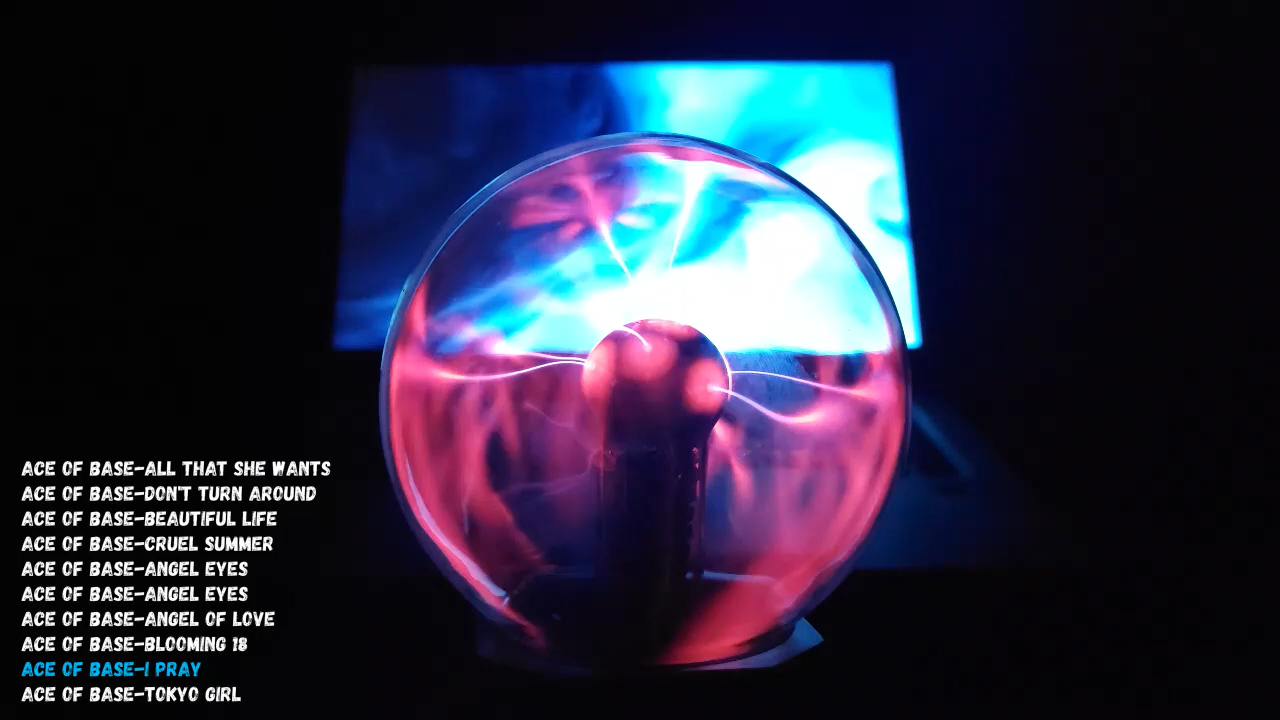 ACE OF BASE-ALL THAT SHE WANTS
ACE OF BASE-DON'T TURN AROUND
ACE OF BASE-BEAUTIFUL LIFE
ACE OF BASE-CRUEL SUMMER
ACE OF BASE-ANGEL EYES
ACE OF BASE-ANGEL EYES
ACE OF BASE-ANGEL OF LOVE
ACE OF BASE-BLOOMING 18
ACE OF BASE-I PRAY
ACE OF BASE-TOKYO GIRL